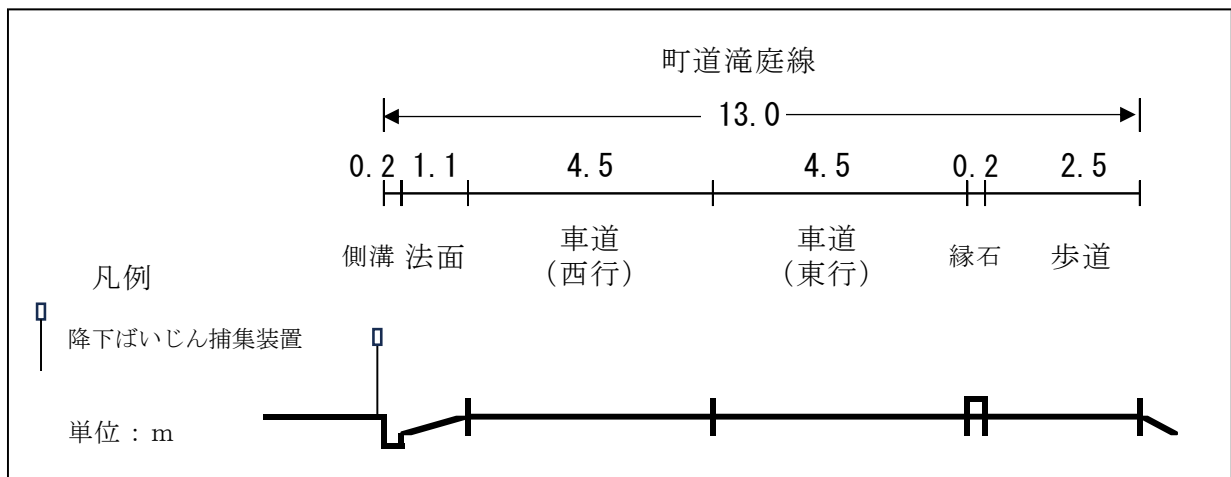 町道滝庭線
13.0
0.2 1.1 4.5 4.5 0.2 2.5
側溝 法面 車道 (西行) 車道 (東行) 縁石 歩道
凡例
降下ばいじん捕集装置
単位：m